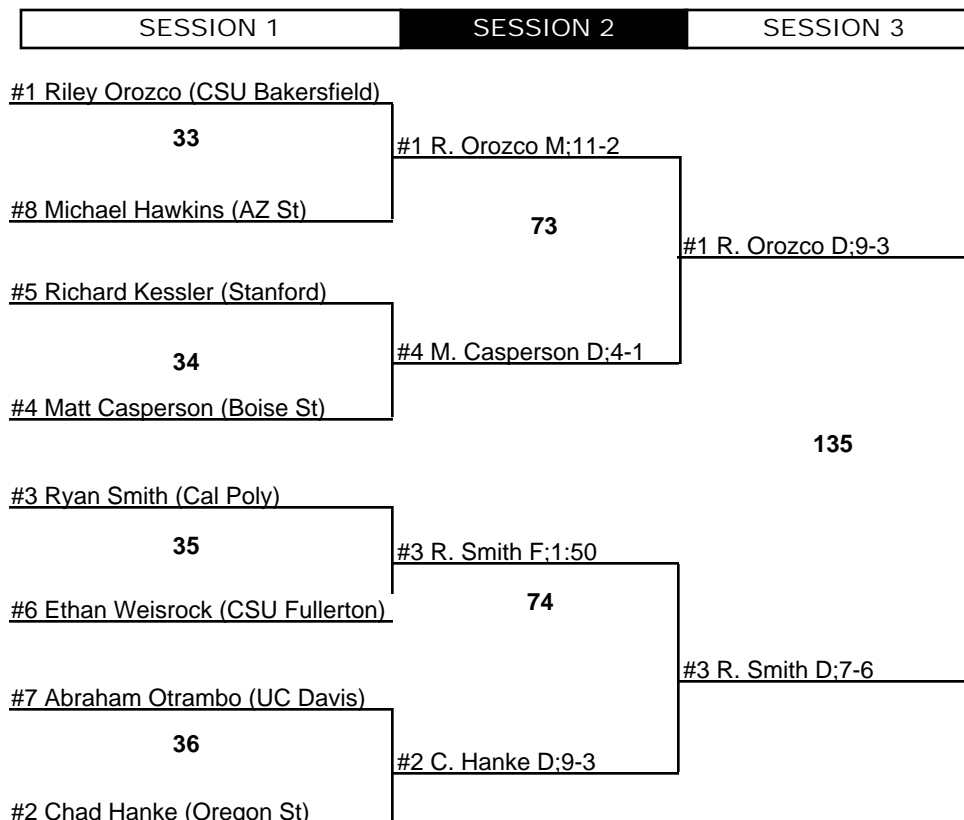 SESSION 1 SESSION 2 SESSION 3
#1 Riley Orozco (CSU Bakersfield)
33
#1 R. Orozco M;11-2
#8 Michael Hawkins (AZ St)
73
#1 R. Orozco D;9-3
#5 Richard Kessler (Stanford)
34
#4 M. Casperson D;4-1
#4 Matt Casperson (Boise St)
135
#3 Ryan Smith (Cal Poly)
35
#3 R. Smith F;1:50
74
#6 Ethan Weisrock (CSU Fullerton)
#3 R. Smith D;7-6
#7 Abraham Otrambo (UC Davis)
36
#2 C. Hanke D;9-3
#2 Chad Hanke (Oregon St)